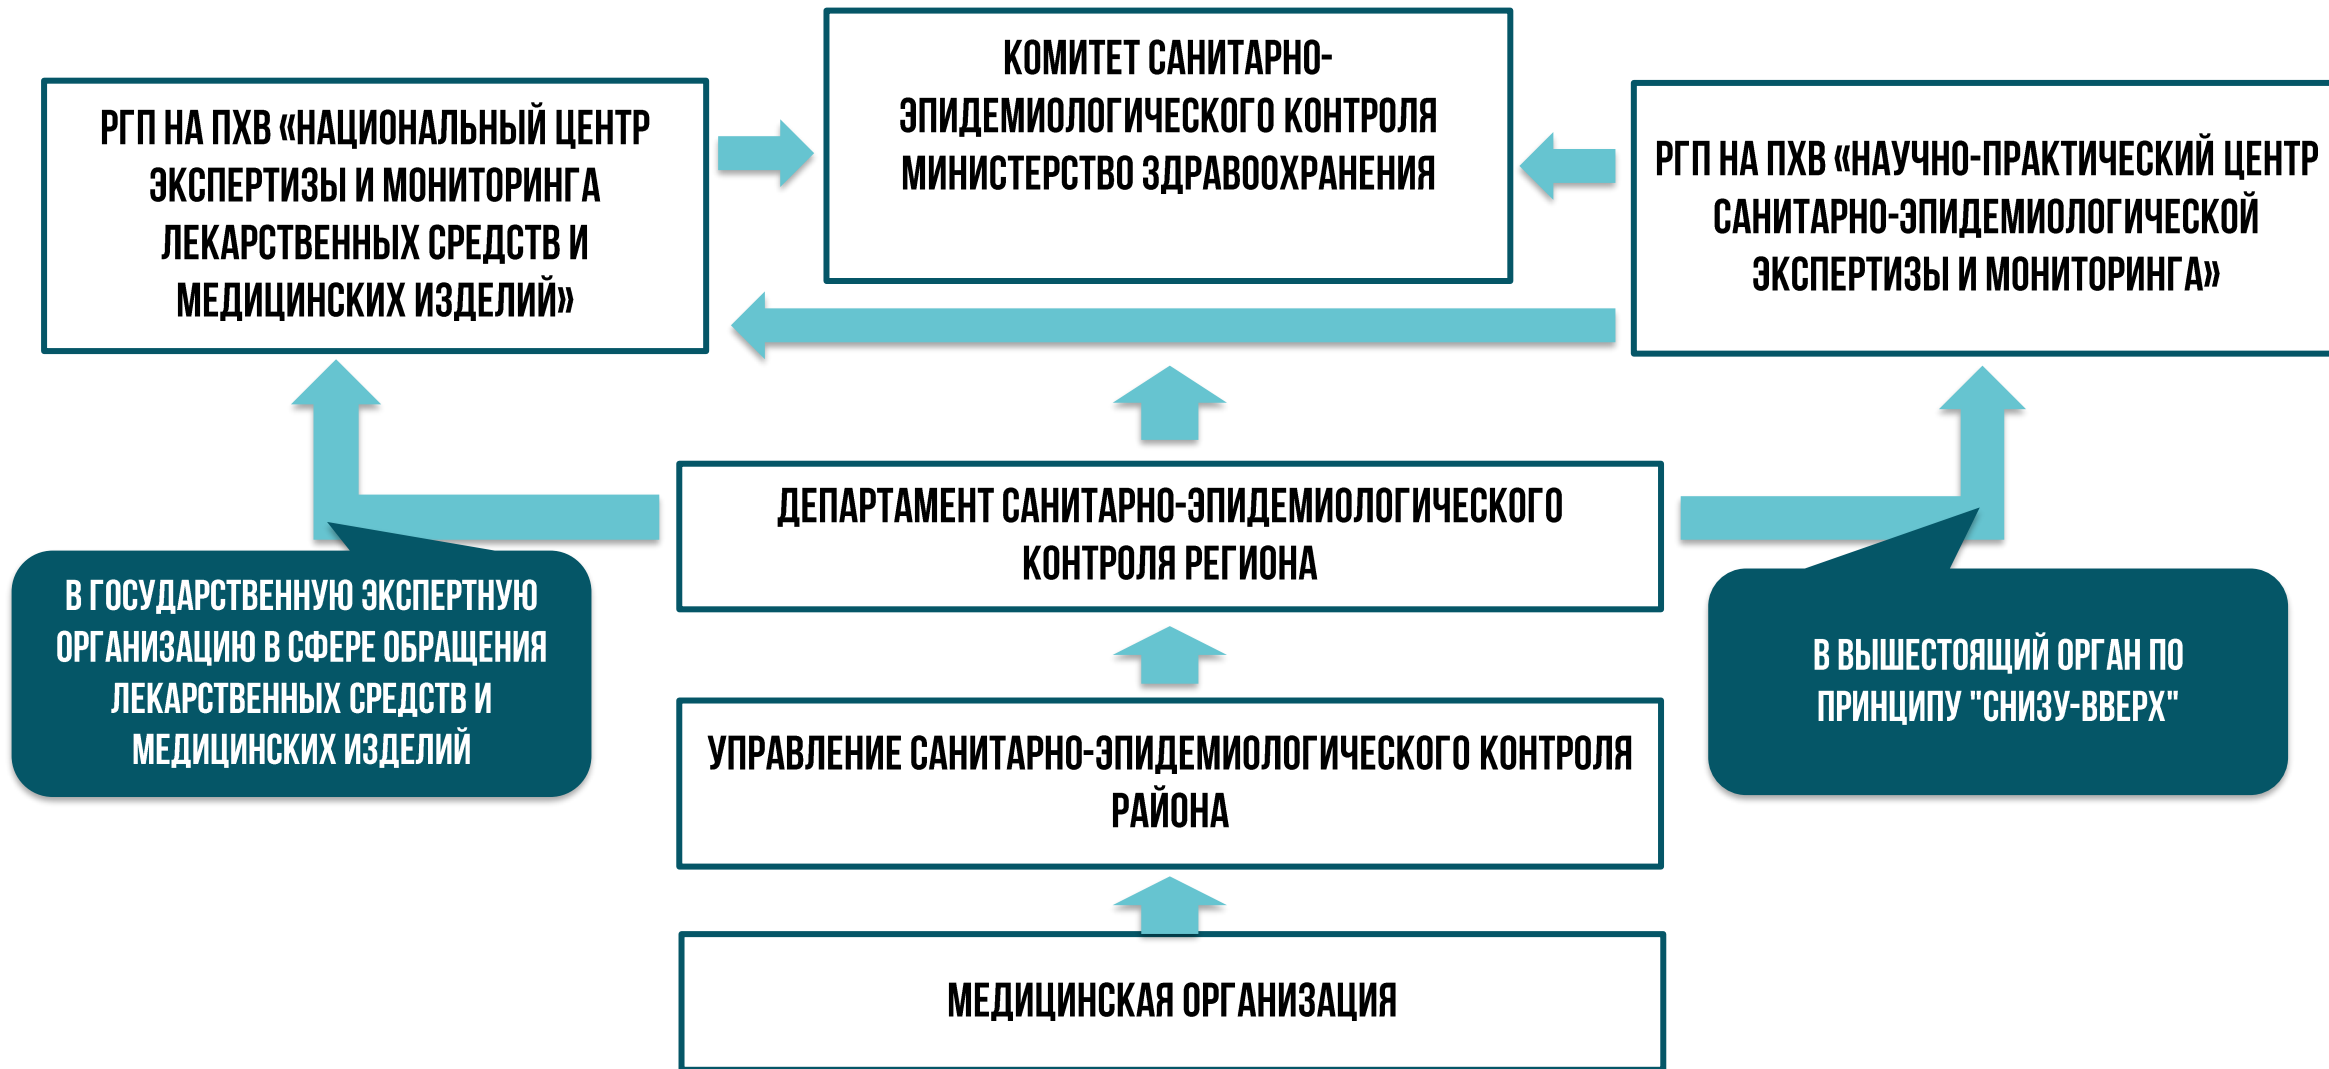 КОМИТЕТ САНИТАРНО-
ЭПИДЕМИОЛОГИЧЕСКОГО КОНТРОЛЯ
МИНИСТЕРСТВО ЗДРАВООХРАНЕНИЯ
РГП НА ПХВ «НАЦИОНАЛЬНЫЙ ЦЕНТР
ЭКСПЕРТИЗЫ И МОНИТОРИНГА
ЛЕКАРСТВЕННЫХ СРЕДСТВ И
МЕДИЦИНСКИХ ИЗДЕЛИЙ»
РГП НА ПХВ «НАУЧНО-ПРАКТИЧЕСКИЙ ЦЕНТР
САНИТАРНО-ЭПИДЕМИОЛОГИЧЕСКОЙ
ЭКСПЕРТИЗЫ И МОНИТОРИНГА»
ДЕПАРТАМЕНТ САНИТАРНО-ЭПИДЕМИОЛОГИЧЕСКОГО
КОНТРОЛЯ РЕГИОНА
В ГОСУДАРСТВЕННУЮ ЭКСПЕРТНУЮ
ОРГАНИЗАЦИЮ В СФЕРЕ ОБРАЩЕНИЯ
ЛЕКАРСТВЕННЫХ СРЕДСТВ И
МЕДИЦИНСКИХ ИЗДЕЛИЙ
В ВЫШЕСТОЯЩИЙ ОРГАН ПО
ПРИНЦИПУ "СНИЗУ-ВВЕРХ"
УПРАВЛЕНИЕ САНИТАРНО-ЭПИДЕМИОЛОГИЧЕСКОГО КОНТРОЛЯ
РАЙОНА
МЕДИЦИНСКАЯ ОРГАНИЗАЦИЯ